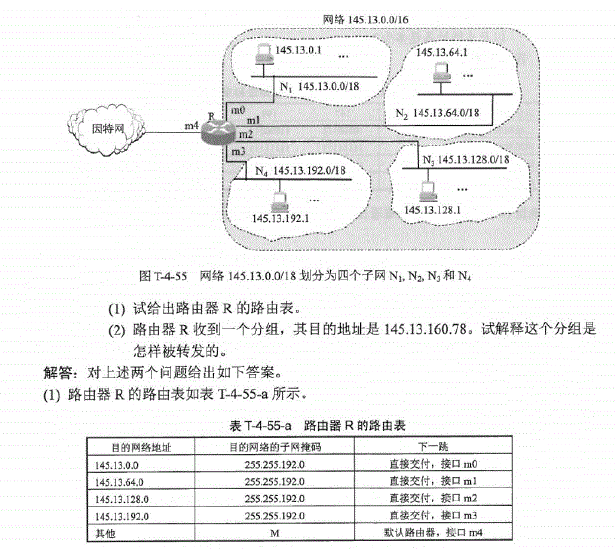 网络 145.13.0.0/16
145.13.0.1
...
N₁ 145.13.0.0/18
145.13.64.1
...
N₂ 145.13.64.0/18
因特网
m4
R
m0
m1
m2
m3
N₄ 145.13.192.0/18
...
145.13.192.1
N₃ 145.13.128.0/18
...
145.13.128.1
图 T-4-55 网络 145.13.0.0/18 划分为四个子网 N₁, N₂, N₃ 和 N₄
(1) 试给出路由器 R 的路由表。
(2) 路由器 R 收到一个分组，其目的地址是 145.13.160.78。试解释这个分组是
怎样被转发的。
解答：对上述两个问题给出如下答案。
(1) 路由器 R 的路由表如表 T-4-55-a 所示。
表 T-4-55-a 路由器 R 的路由表
目的网络地址 目的网络的子网掩码 下一跳
145.13.0.0 255.255.192.0 直接交付，接口 m0
145.13.64.0 255.255.192.0 直接交付，接口 m1
145.13.128.0 255.255.192.0 直接交付，接口 m2
145.13.192.0 255.255.192.0 直接交付，接口 m3
其他 M 默认路由器，接口 m4